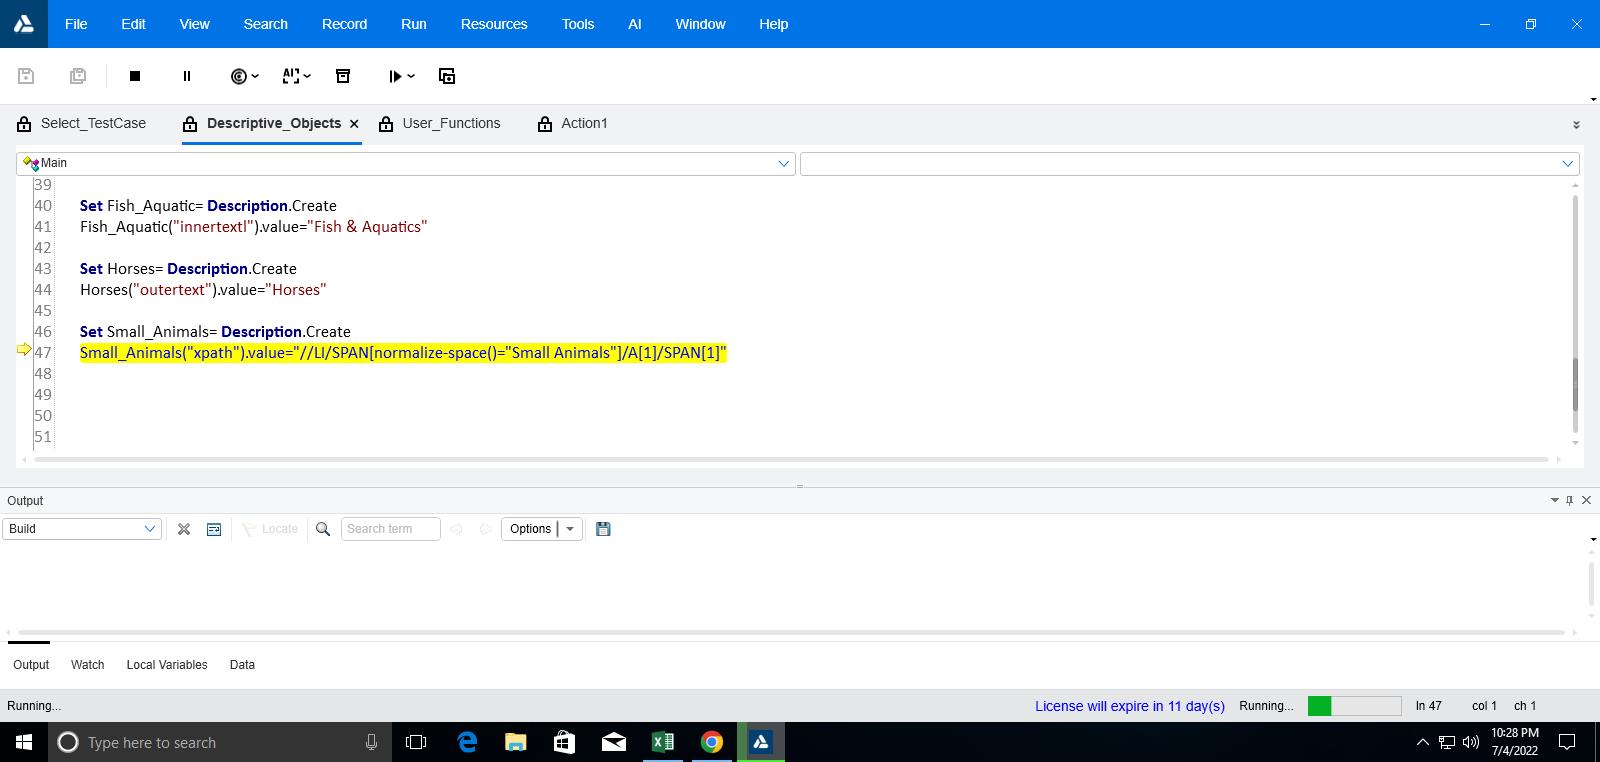 File Edit View Search Record Run Resources Tools AI Window Help
Select_TestCase Descriptive_Objects User_Functions Action1
Main
39
40 Set Fish_Aquatic= Description.Create
41 Fish_Aquatic("innertextl").value="Fish & Aquatics"
42
43 Set Horses= Description.Create
44 Horses("outertext").value="Horses"
45
46 Set Small_Animals= Description.Create
47 Small_Animals("xpath").value="//LI/SPAN[normalize-space()="Small Animals"]/A[1]/SPAN[1]"
48
49
50
51
Output
Build Locate Search term Options
Output Watch Local Variables Data
Running... License will expire in 11 day(s) Running... ln 47 col 1 ch 1
Type here to search 10:28 PM
7/4/2022